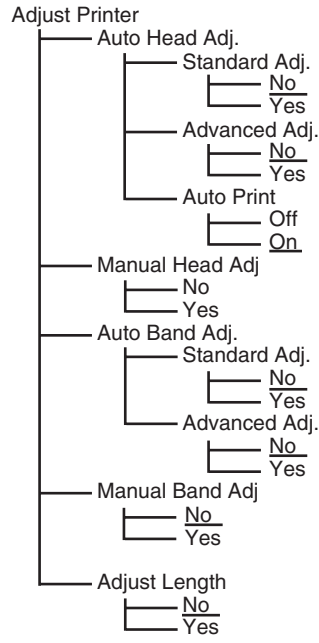 Adjust Printer
Auto Head Adj.
Standard Adj.
No
Yes
Advanced Adj.
No
Yes
Auto Print
Off
On
Manual Head Adj
No
Yes
Auto Band Adj.
Standard Adj.
No
Yes
Advanced Adj.
No
Yes
Manual Band Adj
No
Yes
Adjust Length
No
Yes